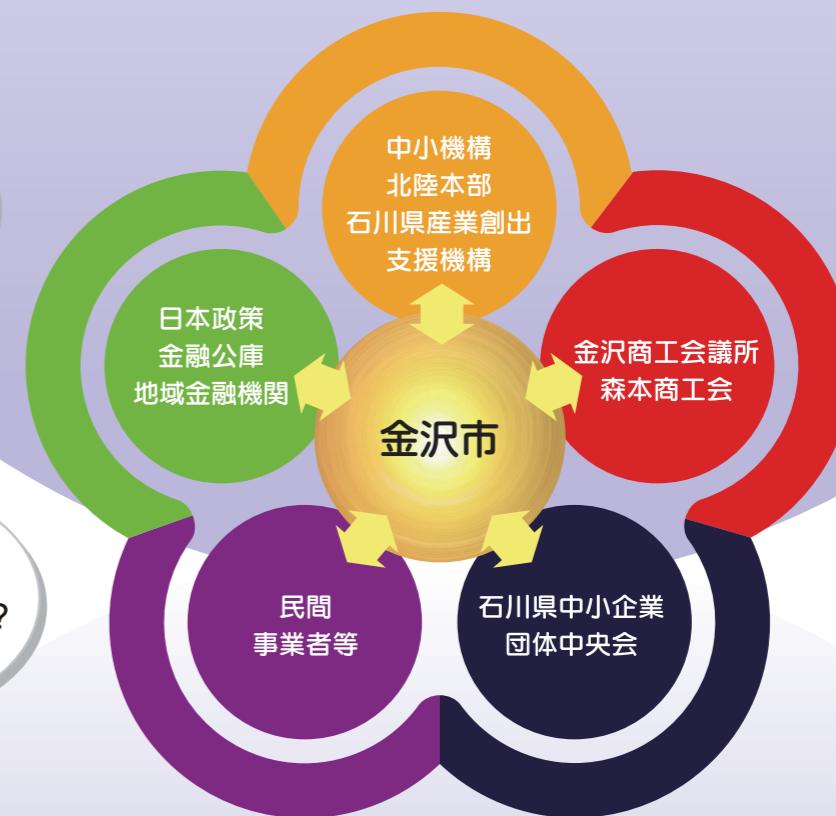 中小機構
北陸本部
石川県産業創出
支援機構
日本政策
金融公庫
地域金融機関
金沢商工会議所
森本商工会
金沢市
民間
事業者等
石川県中小企業
団体中央会
?